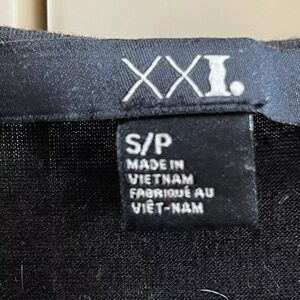 XXI.
S/P
MADE IN
VIETNAM
FABRIQUÉ AU
VIÊT-NAM